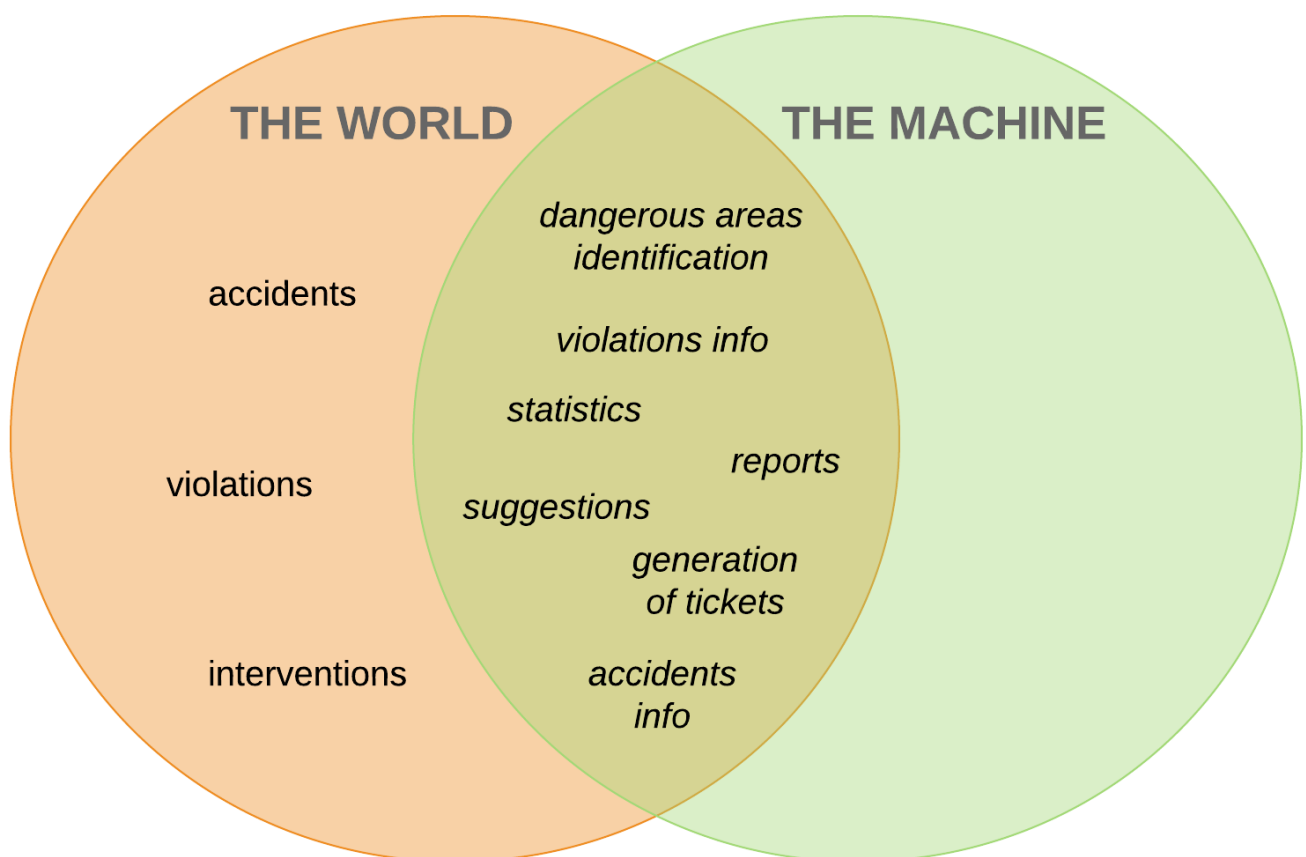 THE WORLD
THE MACHINE
dangerous areas
identification
accidents
violations info
statistics
reports
violations
suggestions
generation
of tickets
interventions
accidents
info